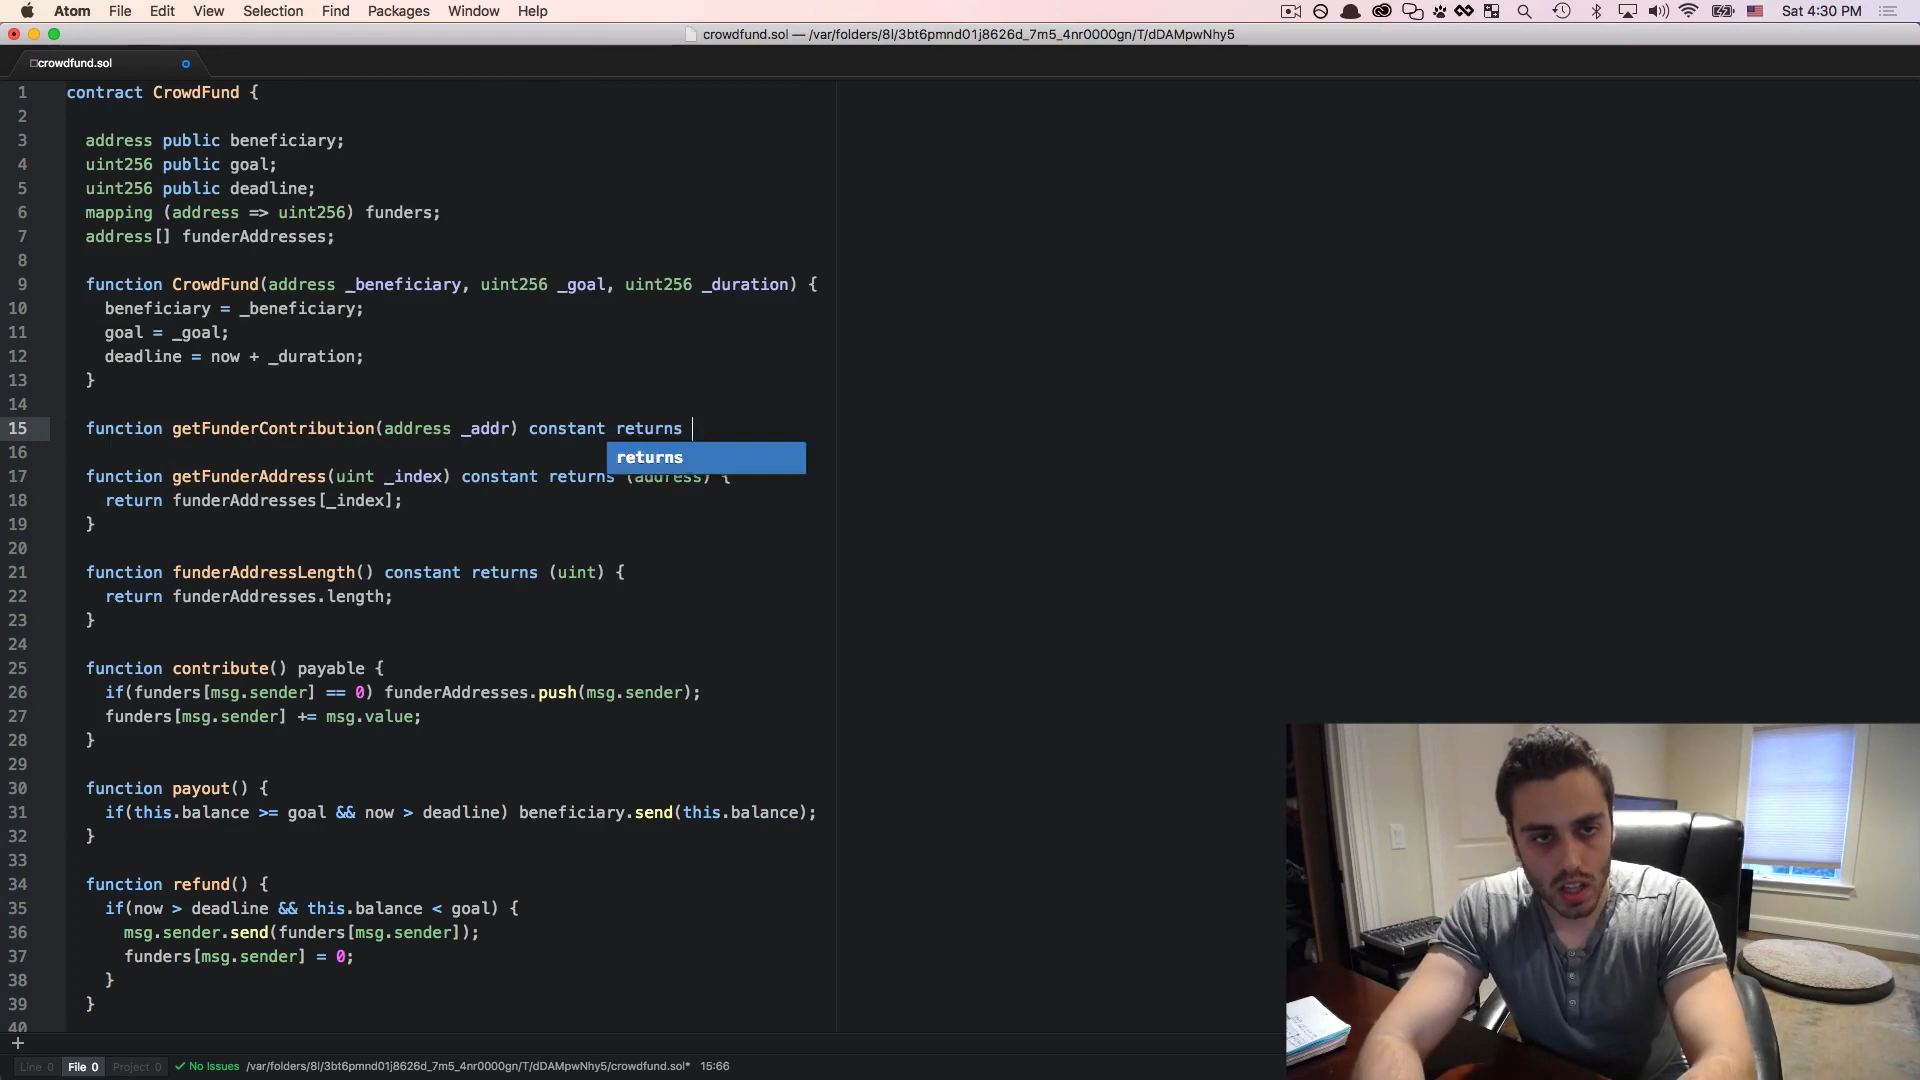 Atom File Edit View Selection Find Packages Window Help Sat 4:30 PM
crowdfund.sol — /var/folders/8l/3bt6pmnd01j8626d_7m5_4nr0000gn/T/dDAMpwNhy5
crowdfund.sol
1 contract CrowdFund {
2
3 address public beneficiary;
4 uint256 public goal;
5 uint256 public deadline;
6 mapping (address => uint256) funders;
7 address[] funderAddresses;
8
9 function CrowdFund(address _beneficiary, uint256 _goal, uint256 _duration) {
10 beneficiary = _beneficiary;
11 goal = _goal;
12 deadline = now + _duration;
13 }
14
15 function getFunderContribution(address _addr) constant returns
16 returns
17 function getFunderAddress(uint _index) constant returns (address) {
18 return funderAddresses[_index];
19 }
20
21 function funderAddressLength() constant returns (uint) {
22 return funderAddresses.length;
23 }
24
25 function contribute() payable {
26 if(funders[msg.sender] == 0) funderAddresses.push(msg.sender);
27 funders[msg.sender] += msg.value;
28 }
29
30 function payout() {
31 if(this.balance >= goal && now > deadline) beneficiary.send(this.balance);
32 }
33
34 function refund() {
35 if(now > deadline && this.balance < goal) {
36 msg.sender.send(funders[msg.sender]);
37 funders[msg.sender] = 0;
38 }
39 }
40
+
Line 0 File 0 Project 0 No Issues /var/folders/8l/3bt6pmnd01j8626d_7m5_4nr0000gn/T/dDAMpwNhy5/crowdfund.sol* 15:66